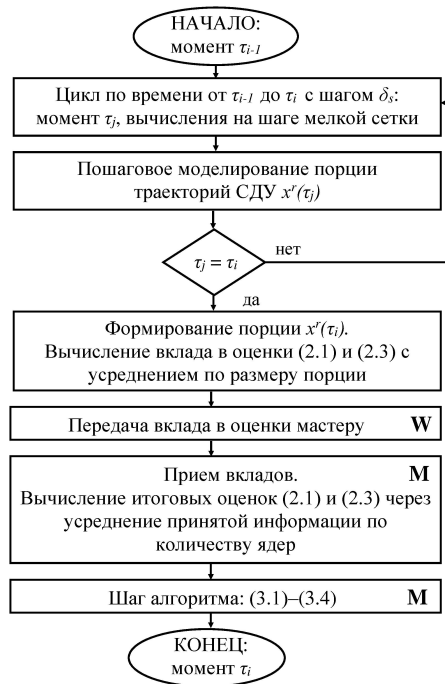 НАЧАЛО:
момент τi-1
Цикл по времени от τi-1 до τi с шагом δs:
момент τj, вычисления на шаге мелкой сетки
Пошаговое моделирование порции
траекторий СДУ xʳ(τj)
τj = τi
нет
да
Формирование порции xʳ(τi).
Вычисление вклада в оценки (2.1) и (2.3) с
усреднением по размеру порции
Передача вклада в оценки мастеру W
Прием вкладов. M
Вычисление итоговых оценок (2.1) и (2.3) через
усреднение принятой информации по
количеству ядер
Шаг алгоритма: (3.1)–(3.4) M
КОНЕЦ:
момент τi